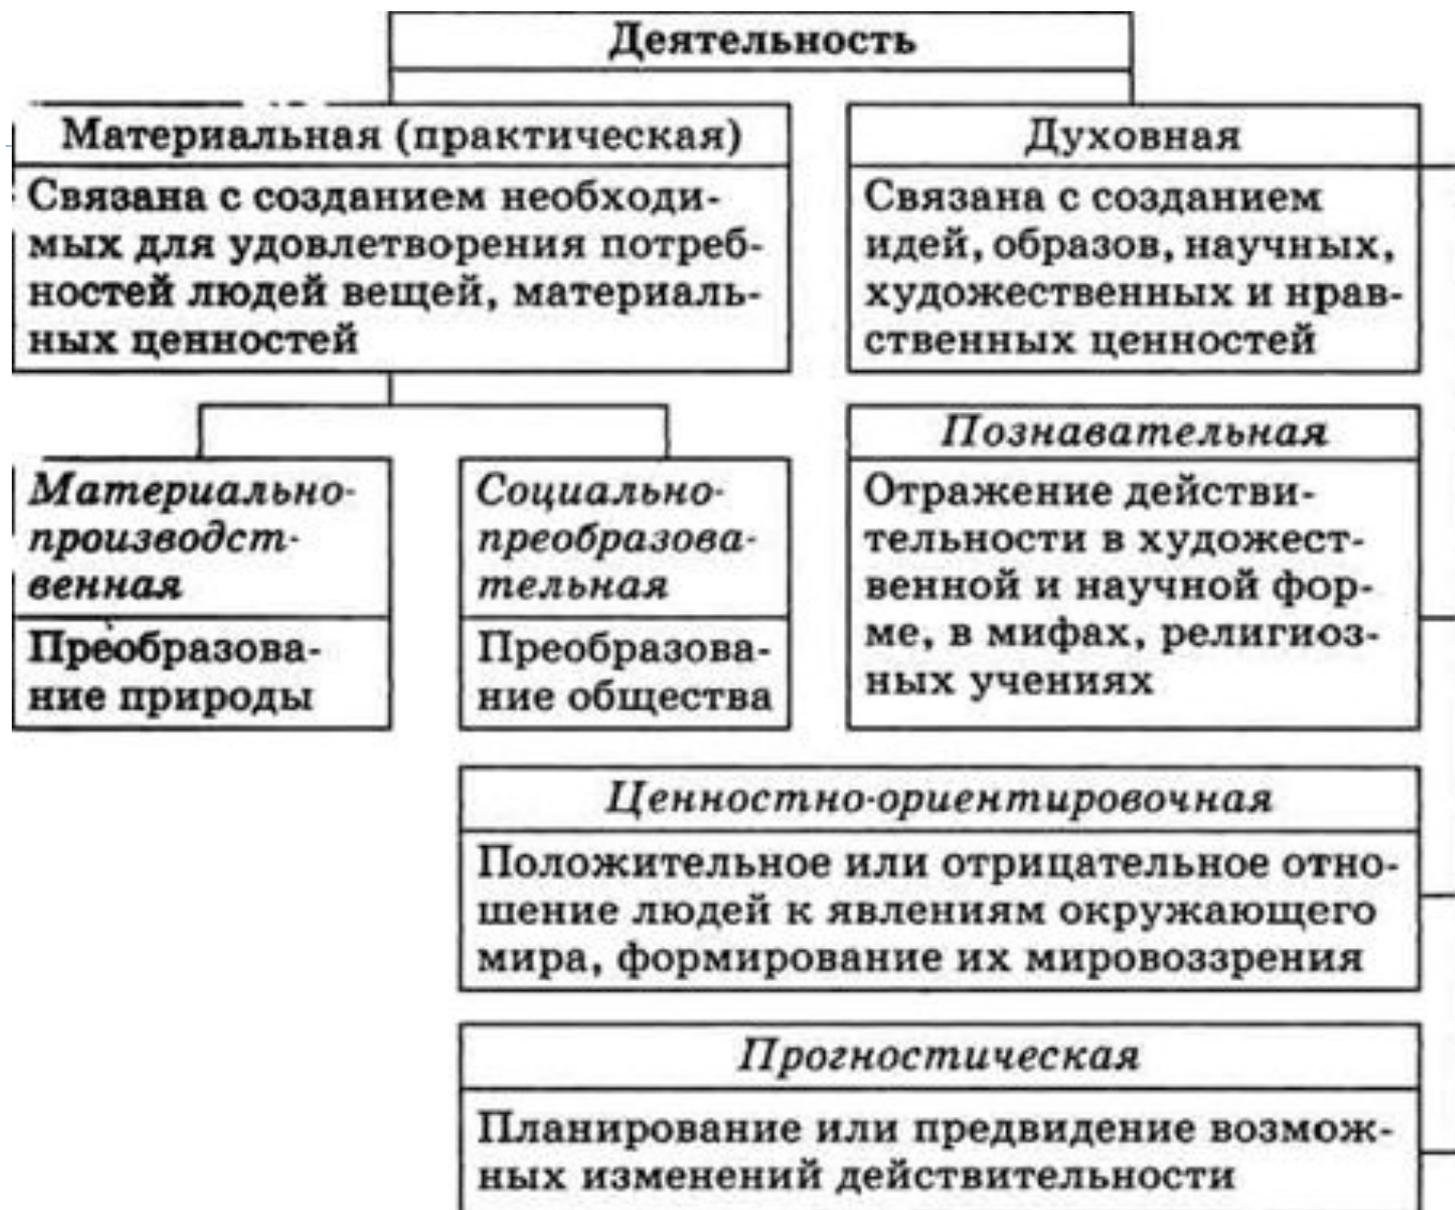 Деятельность
Материальная (практическая)
Связана с созданием необходи-
мых для удовлетворения потреб-
ностей людей вещей, материаль-
ных ценностей
Духовная
Связана с созданием
идей, образов, научных,
художественных и нрав-
ственных ценностей
Материально-
производст-
венная
Преобразова-
ние природы
Социально-
преобразова-
тельная
Преобразова-
ние общества
Познавательная
Отражение действи-
тельности в художест-
венной и научной фор-
ме, в мифах, религиоз-
ных учениях
Ценностно-ориентировочная
Положительное или отрицательное отно-
шение людей к явлениям окружающего
мира, формирование их мировоззрения
Прогностическая
Планирование или предвидение возмож-
ных изменений действительности